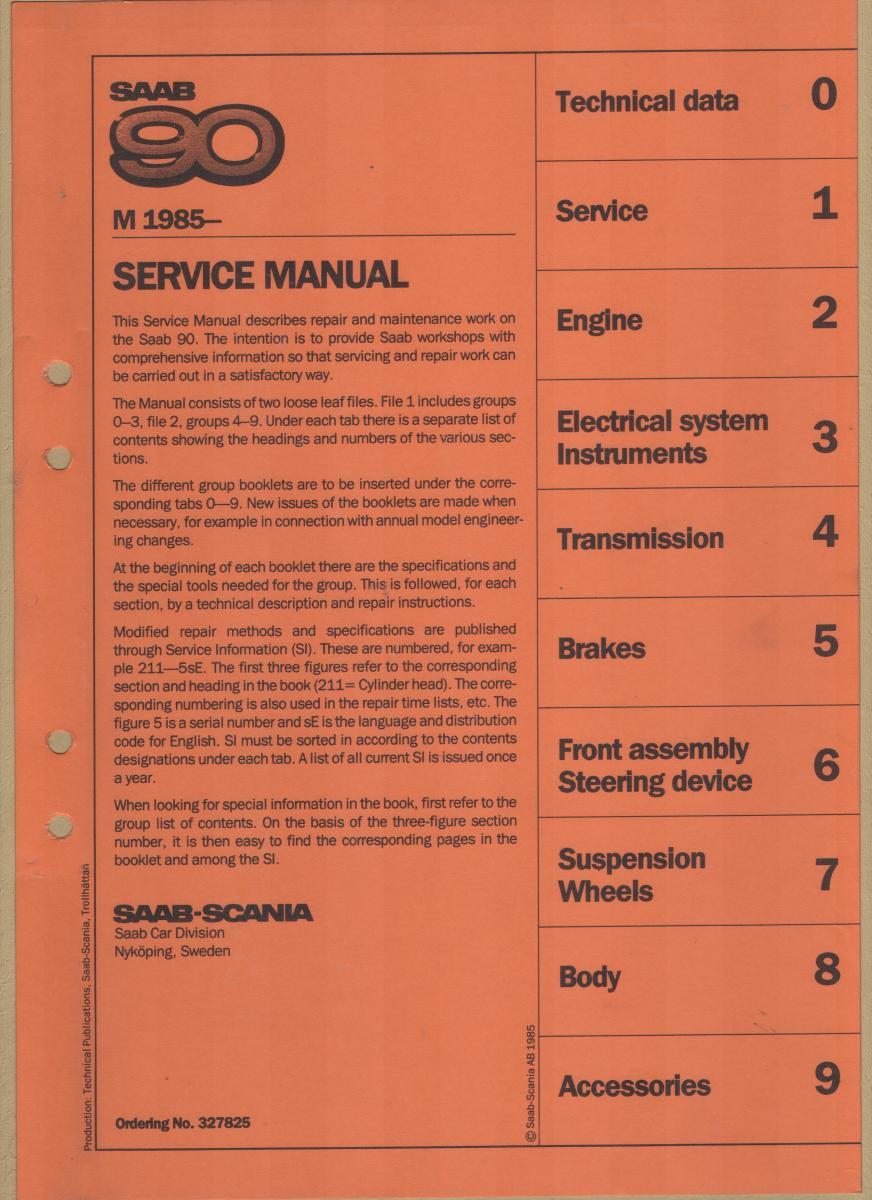 SAAB
90
M 1985–
SERVICE MANUAL
This Service Manual describes repair and maintenance work on
the Saab 90. The intention is to provide Saab workshops with
comprehensive information so that servicing and repair work can
be carried out in a satisfactory way.
The Manual consists of two loose leaf files. File 1 includes groups
0–3, file 2, groups 4–9. Under each tab there is a separate list of
contents showing the headings and numbers of the various sec-
tions.
The different group booklets are to be inserted under the corre-
sponding tabs 0—9. New issues of the booklets are made when
necessary, for example in connection with annual model engineer-
ing changes.
At the beginning of each booklet there are the specifications and
the special tools needed for the group. This is followed, for each
section, by a technical description and repair instructions.
Modified repair methods and specifications are published
through Service Information (SI). These are numbered, for exam-
ple 211—5sE. The first three figures refer to the corresponding
section and heading in the book (211= Cylinder head). The corre-
sponding numbering is also used in the repair time lists, etc. The
figure 5 is a serial number and sE is the language and distribution
code for English. SI must be sorted in according to the contents
designations under each tab. A list of all current SI is issued once
a year.
When looking for special information in the book, first refer to the
group list of contents. On the basis of the three-figure section
number, it is then easy to find the corresponding pages in the
booklet and among the SI.
SAAB-SCANIA
Saab Car Division
Nyköping, Sweden
Ordering No. 327825
Production: Technical Publications, Saab-Scania, Trollhättan
© Saab-Scania AB 1985
Technical data 0
Service 1
Engine 2
Electrical system
Instruments 3
Transmission 4
Brakes 5
Front assembly
Steering device 6
Suspension
Wheels 7
Body 8
Accessories 9